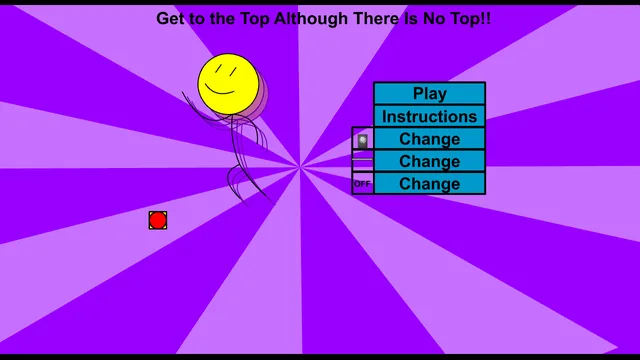 Get to the Top Although There Is No Top!!
Play
Instructions
Change
Change
OFF Change